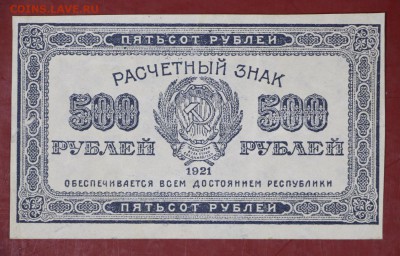 COINS.LAVE.RU
ПЯТЬСОТ РУБЛЕЙ
РАСЧЕТНЫЙ ЗНАК
500 500
РУБЛЕЙ РУБЛЕЙ
1921
ОБЕСПЕЧИВАЕТСЯ ВСЕМ ДОСТОЯНИЕМ РЕСПУБЛИКИ
ПЯТЬСОТ РУБЛЕЙ